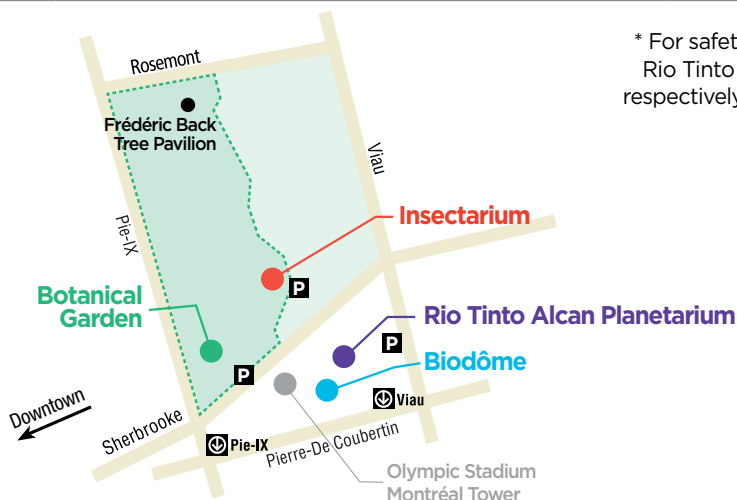 * For safet
Rio Tinto
respectively
Rosemont
Frédéric Back
Tree Pavilion
Viau
Pie-IX
Insectarium
P
Botanical
Garden
Rio Tinto Alcan Planetarium
P
Biodôme
P
Viau
Downtown
Sherbrooke
Pie-IX
Pierre-De Coubertin
Olympic Stadium
Montréal Tower